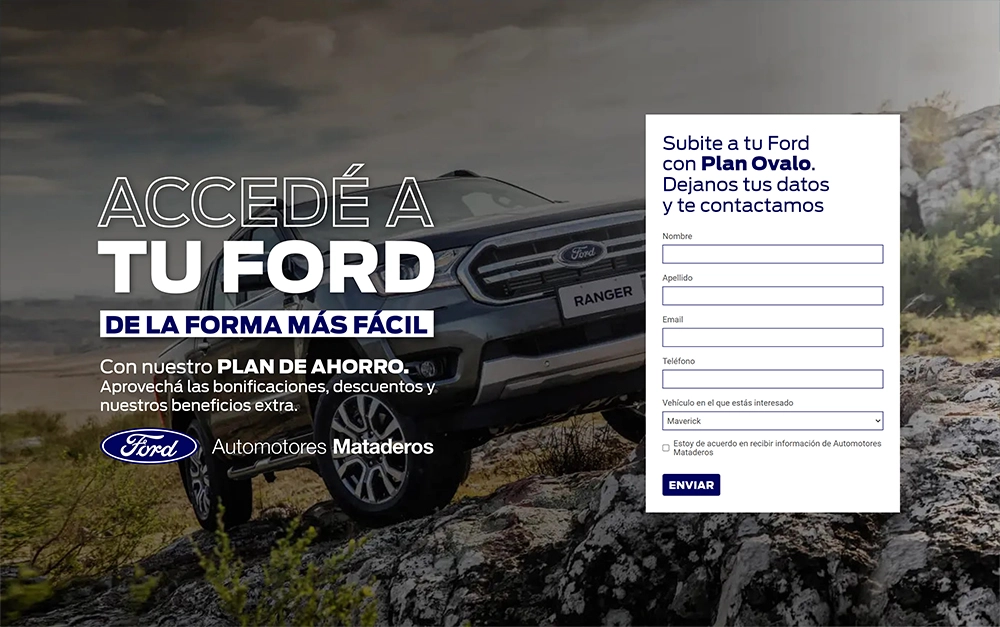 ACCEDÉ A
TU FORD
DE LA FORMA MÁS FÁCIL
Con nuestro PLAN DE AHORRO.
Aprovechá las bonificaciones, descuentos y
nuestros beneficios extra.
Ford Automotores Mataderos
Ford
RANGER
Subite a tu Ford
con Plan Ovalo.
Dejanos tus datos
y te contactamos
Nombre
Apellido
Email
Teléfono
Vehículo en el que estás interesado
Maverick
Estoy de acuerdo en recibir información de Automotores
Mataderos
ENVIAR